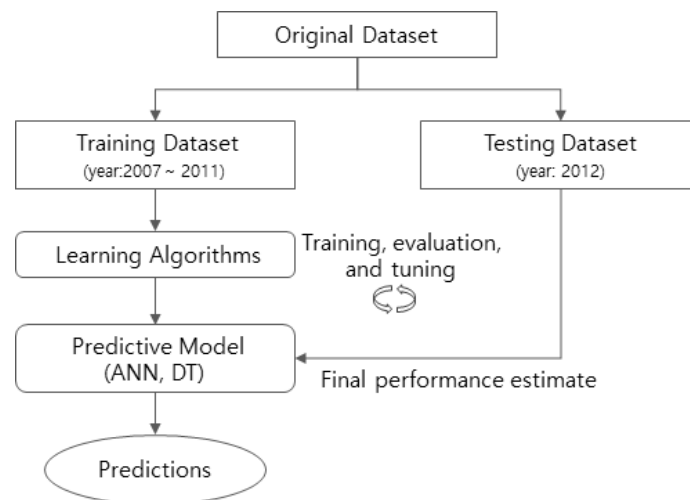 Original Dataset
Training Dataset
(year:2007 ~ 2011)
Testing Dataset
(year: 2012)
Learning Algorithms
Training, evaluation,
and tuning
Predictive Model
(ANN, DT)
Final performance estimate
Predictions